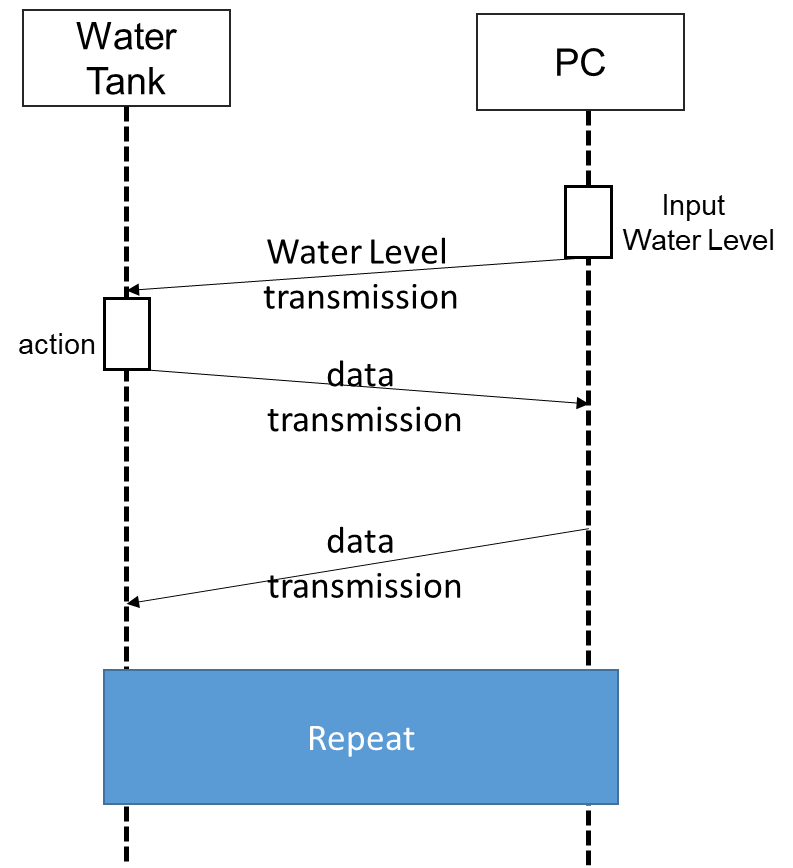 Water
Tank
PC
Input
Water Level
Water Level
transmission
action
data
transmission
data
transmission
Repeat